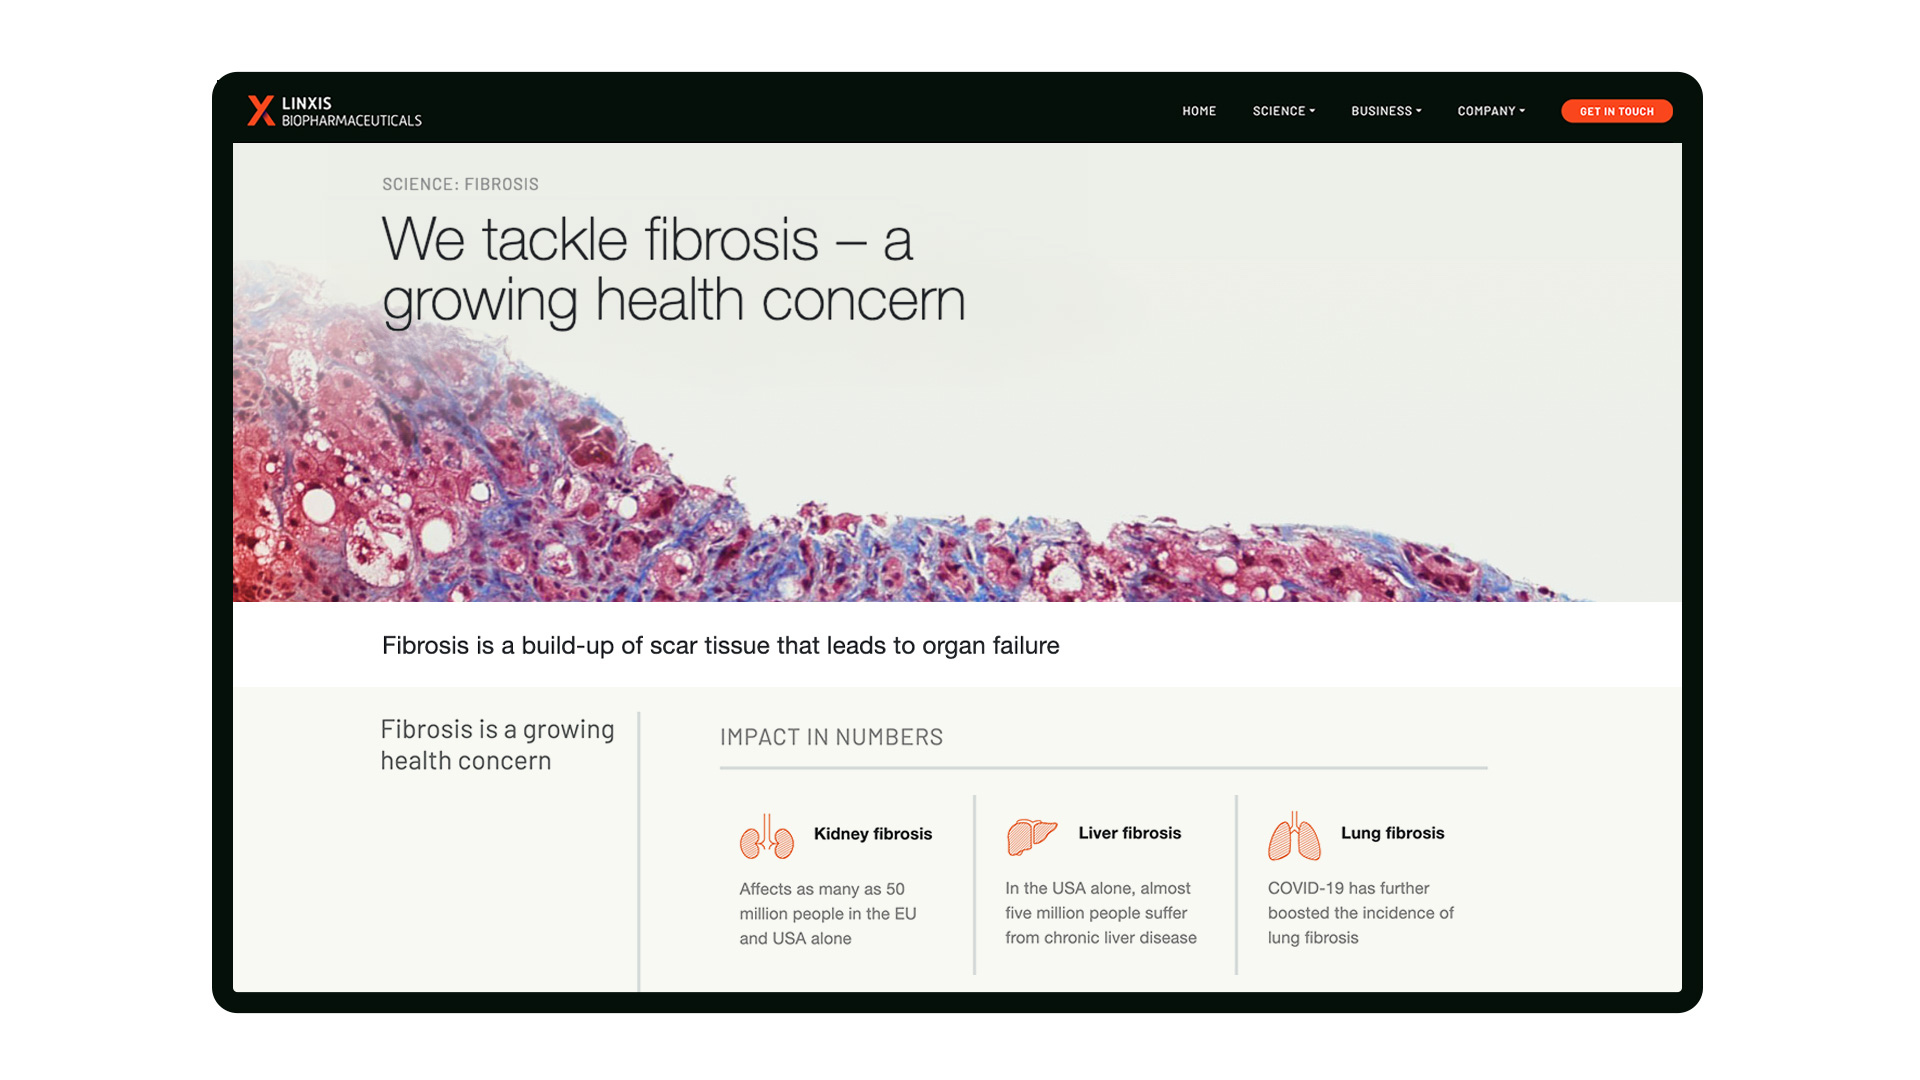 LINXIS
BIOPHARMACEUTICALS
HOME
SCIENCE
BUSINESS
COMPANY
GET IN TOUCH
SCIENCE: FIBROSIS
We tackle fibrosis – a
growing health concern
Fibrosis is a build-up of scar tissue that leads to organ failure
Fibrosis is a growing
health concern
IMPACT IN NUMBERS
Kidney fibrosis
Affects as many as 50
million people in the EU
and USA alone
Liver fibrosis
In the USA alone, almost
five million people suffer
from chronic liver disease
Lung fibrosis
COVID-19 has further
boosted the incidence of
lung fibrosis